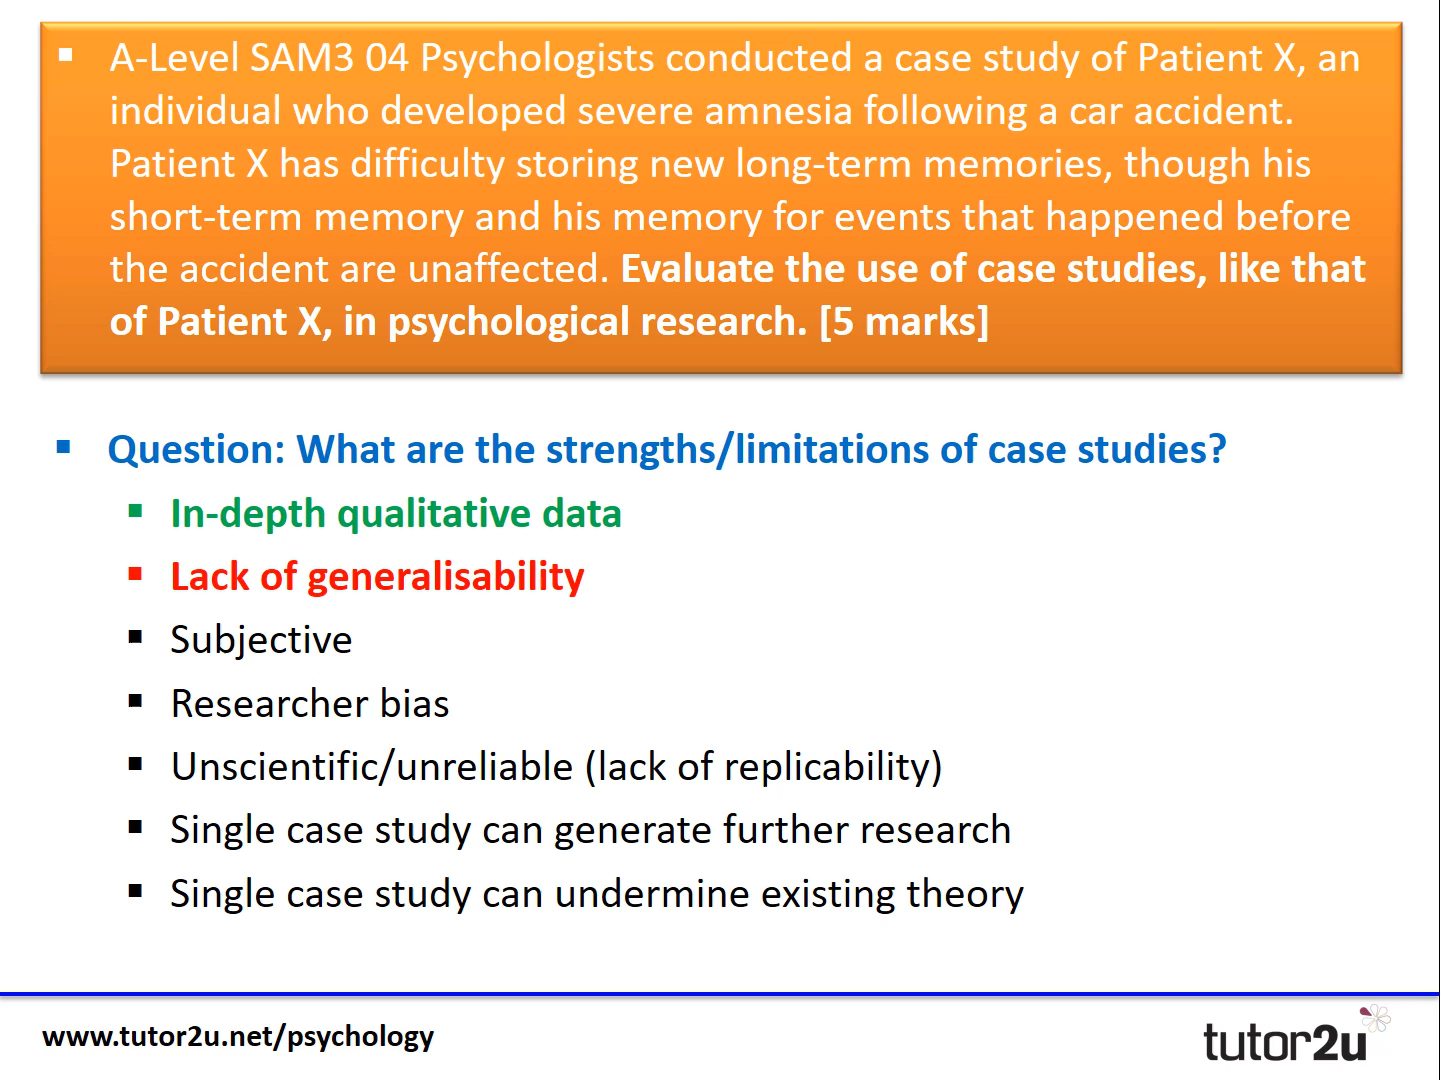 A-Level SAM3 04 Psychologists conducted a case study of Patient X, an
individual who developed severe amnesia following a car accident.
Patient X has difficulty storing new long-term memories, though his
short-term memory and his memory for events that happened before
the accident are unaffected. Evaluate the use of case studies, like that
of Patient X, in psychological research. [5 marks]
Question: What are the strengths/limitations of case studies?
In-depth qualitative data
Lack of generalisability
Subjective
Researcher bias
Unscientific/unreliable (lack of replicability)
Single case study can generate further research
Single case study can undermine existing theory
www.tutor2u.net/psychology
tutor2u